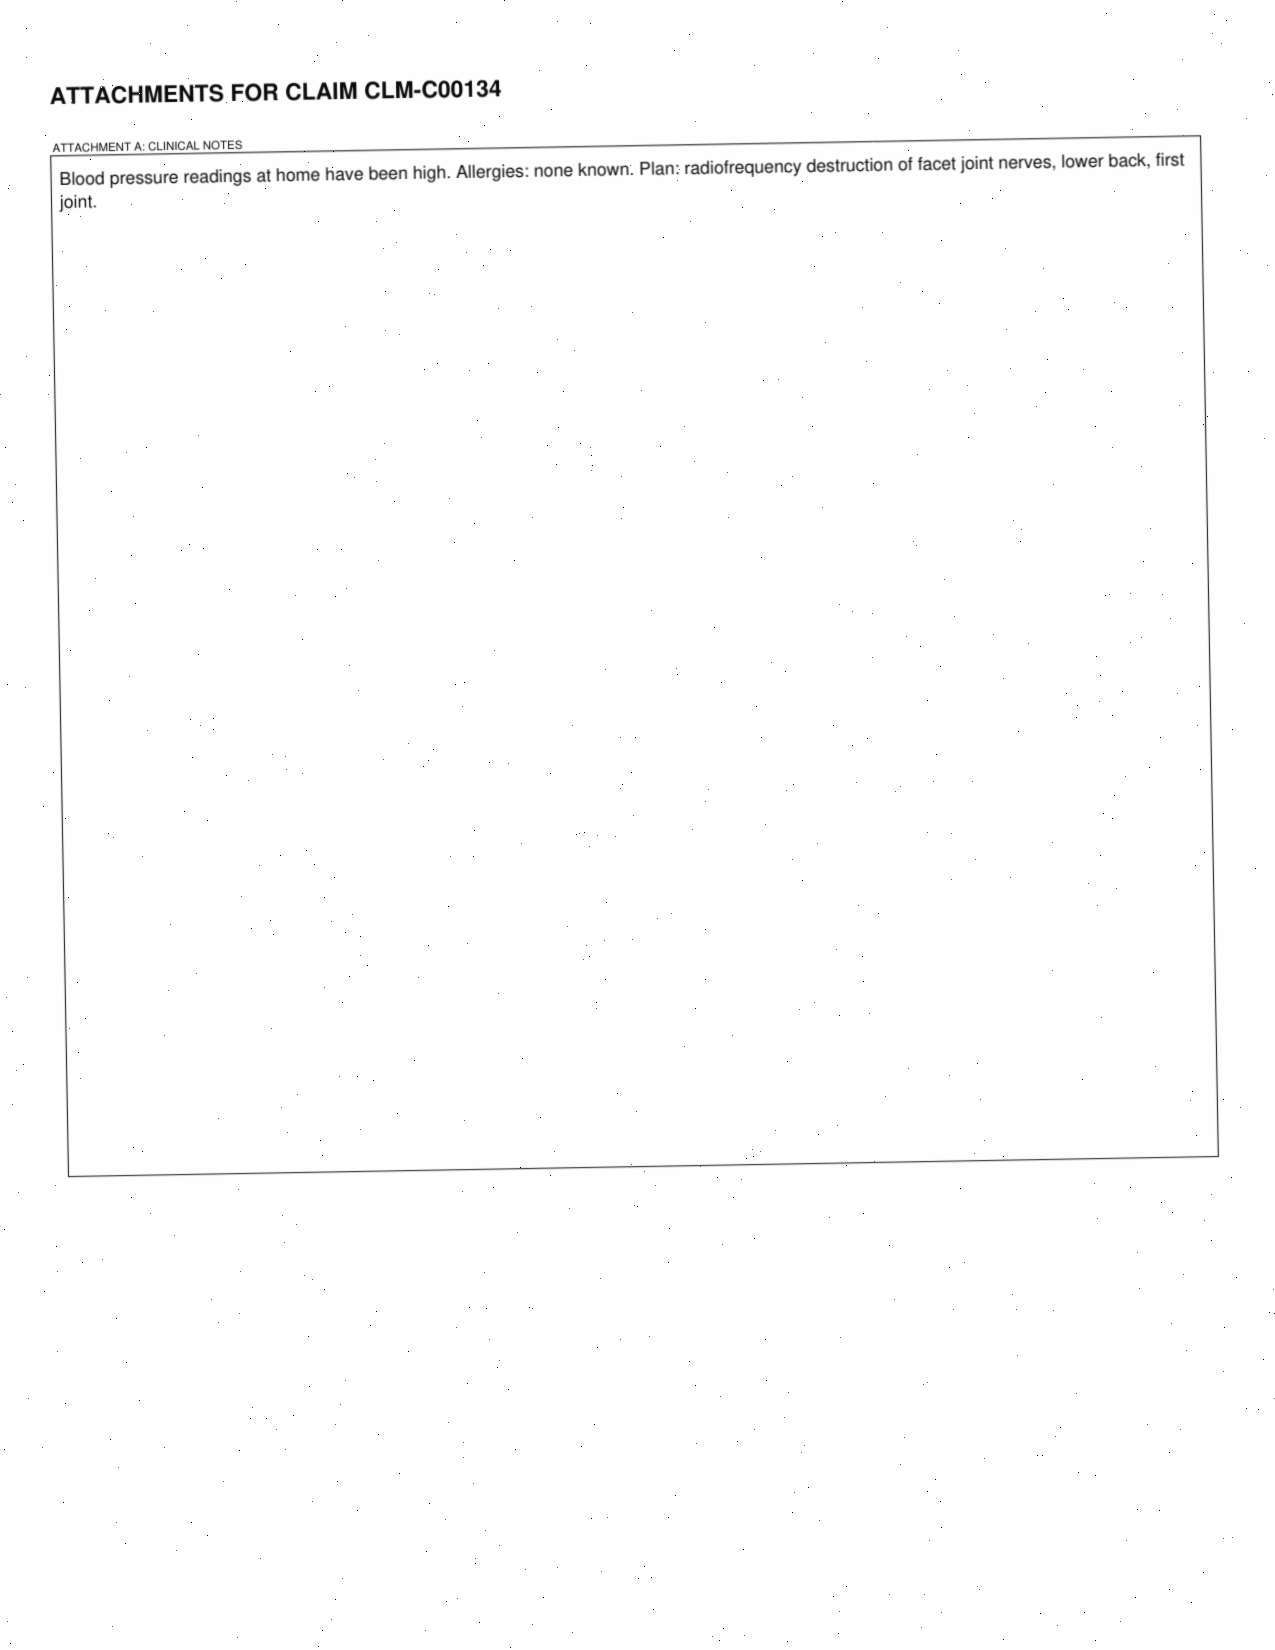 ATTACHMENTS FOR CLAIM CLM-C00134
ATTACHMENT A: CLINICAL NOTES
Blood pressure readings at home have been high. Allergies: none known. Plan: radiofrequency destruction of facet joint nerves, lower back, first
joint.